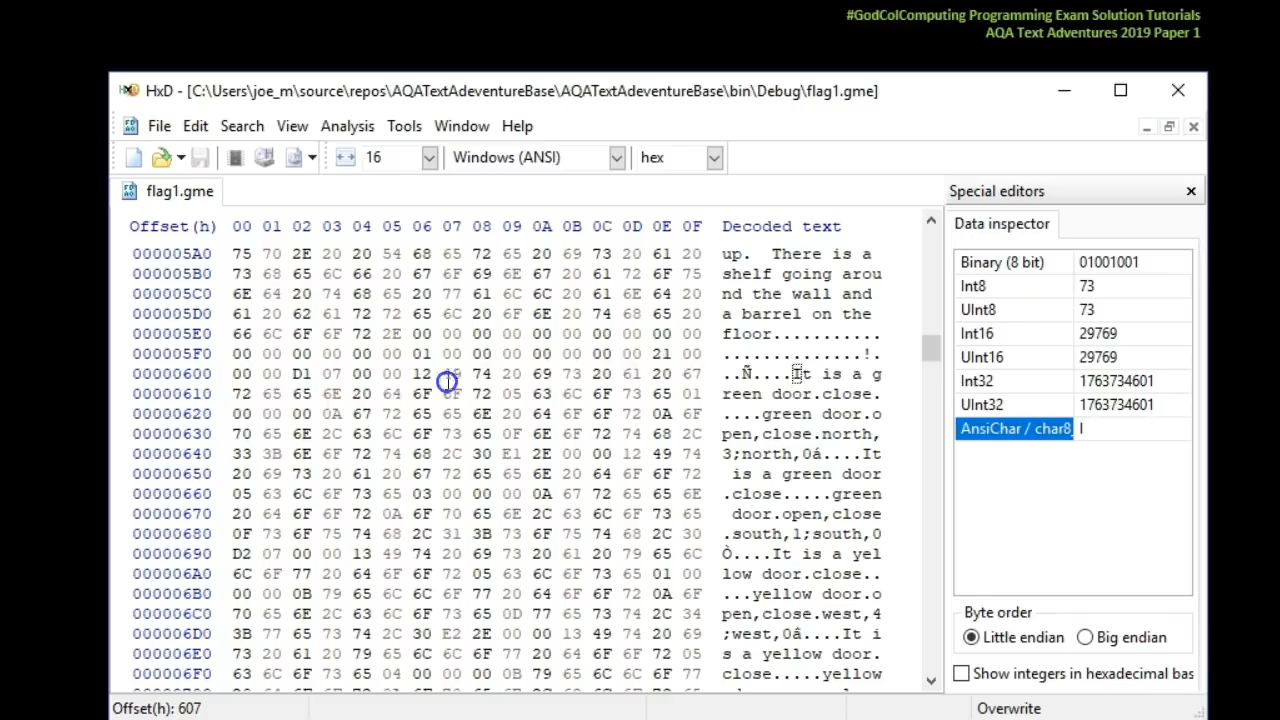 #GodColComputing Programming Exam Solution Tutorials
AQA Text Adventures 2019 Paper 1
HxD - [C:\Users\joe_m\source\repos\AQATextAdeventureBase\AQATextAdeventureBase\bin\Debug\flag1.gme]
File Edit Search View Analysis Tools Window Help
16 Windows (ANSI) hex
flag1.gme Special editors
Offset(h) 00 01 02 03 04 05 06 07 08 09 0A 0B 0C 0D 0E 0F Decoded text Data inspector
000005A0 75 70 2E 20 20 54 68 65 72 65 20 69 73 20 61 20 up.  There is a
Binary (8 bit) 01001001
000005B0 73 68 65 6C 66 20 67 6F 69 6E 67 20 61 72 6F 75 shelf going arou
Int8 73
000005C0 6E 64 20 74 68 65 20 77 61 6C 6C 20 61 6E 64 20 nd the wall and
UInt8 73
000005D0 61 20 62 61 72 72 65 6C 20 6F 6E 20 74 68 65 20 a barrel on the
Int16 29769
000005E0 66 6C 6F 6F 72 2E 00 00 00 00 00 00 00 00 00 00 floor...........
000005F0 00 00 00 00 00 00 01 00 00 00 00 00 00 00 21 00 ..............!.
UInt16 29769
00000600 00 00 D1 07 00 00 12 49 74 20 69 73 20 61 20 67 ..Ñ....It is a g
Int32 1763734601
00000610 72 65 65 6E 20 64 6F 6F 72 05 63 6C 6F 73 65 01 reen door.close.
UInt32 1763734601
00000620 00 00 00 0A 67 72 65 65 6E 20 64 6F 6F 72 0A 6F ....green door.o
AnsiChar / char8 I
00000630 70 65 6E 2C 63 6C 6F 73 65 0F 6E 6F 72 74 68 2C pen,close.north,
00000640 33 3B 6E 6F 72 74 68 2C 30 E1 2E 00 00 12 49 74 3;north,0á....It
00000650 20 69 73 20 61 20 67 72 65 65 6E 20 64 6F 6F 72 is a green door
00000660 05 63 6C 6F 73 65 03 00 00 00 0A 67 72 65 65 6E .close.....green
00000670 20 64 6F 6F 72 0A 6F 70 65 6E 2C 63 6C 6F 73 65 door.open,close
00000680 0F 73 6F 75 74 68 2C 31 3B 73 6F 75 74 68 2C 30 .south,1;south,0
00000690 D2 07 00 00 13 49 74 20 69 73 20 61 20 79 65 6C Ò....It is a yel
000006A0 6C 6F 77 20 64 6F 6F 72 05 63 6C 6F 73 65 01 00 low door.close..
000006B0 00 00 0B 79 65 6C 6C 6F 77 20 64 6F 6F 72 0A 6F ...yellow door.o
000006C0 70 65 6E 2C 63 6C 6F 73 65 0D 77 65 73 74 2C 34 pen,close.west,4
Byte order
000006D0 3B 77 65 73 74 2C 30 E2 2E 00 00 13 49 74 20 69 ;west,0â....It i
Little endian Big endian
000006E0 73 20 61 20 79 65 6C 6C 6F 77 20 64 6F 6F 72 05 s a yellow door.
000006F0 63 6C 6F 73 65 04 00 00 00 0B 79 65 6C 6C 6F 77 close.....yellow
Show integers in hexadecimal bas
Offset(h): 607 Overwrite